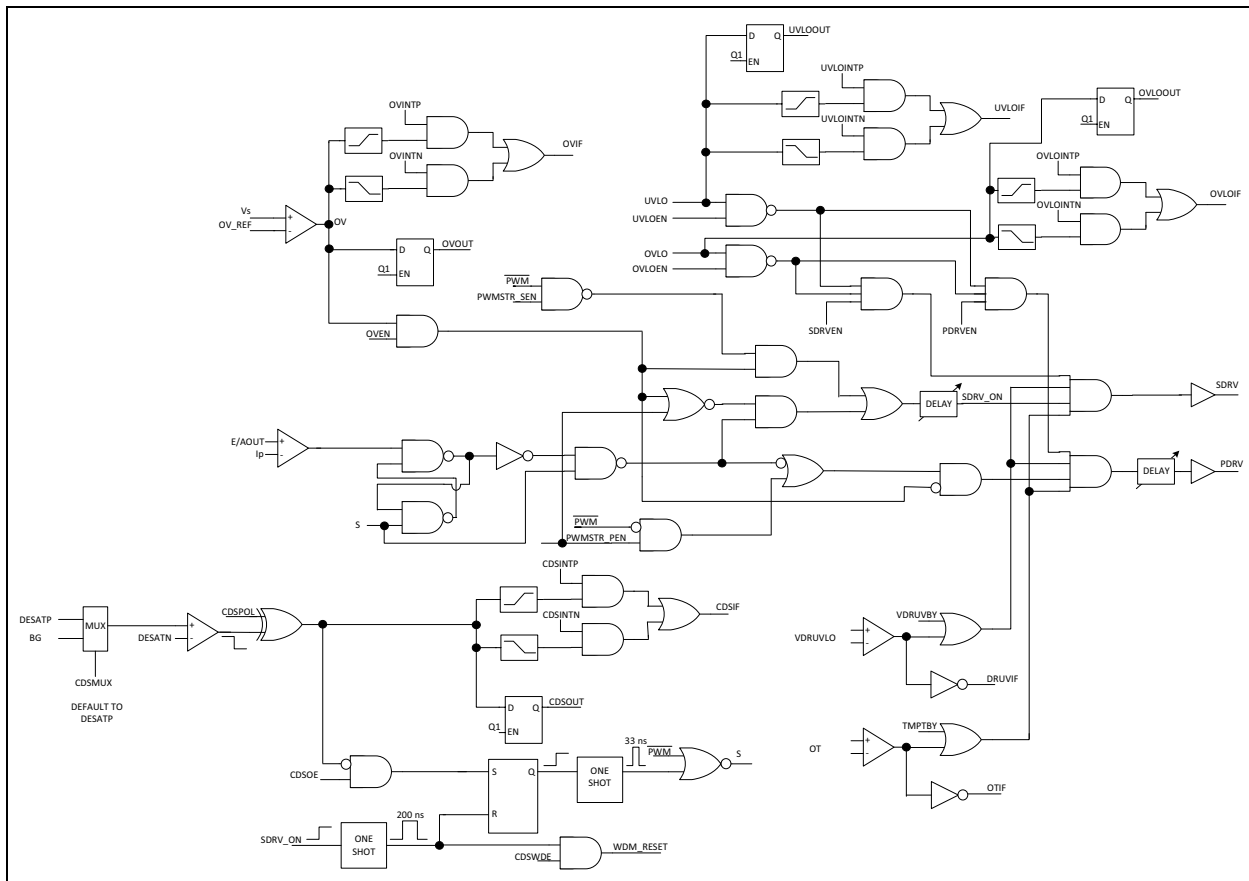 D Q UVLOOUT
Q1
EN
UVLOINTP
OVLOOUT
D Q
Q1
EN
OVINTP
UVLOIF
UVLOINTN
OVIF
OVINTN
OVLOINTP
UVLO
UVLOEN
OVLOIF
OVLOINTN
Vs
+
OV_REF
-
OV
OVOUT
D Q
Q1
EN
OVLO
OVLOEN
PWM
PWMSTR_SEN
SDRVEN
PDRVEN
OVEN
DELAY
SDRV_ON
SDRV
E/AOUT
+
Ip
-
DELAY
PDRV
S
PWM
PWMSTR_PEN
CDSINTP
CDSIF
CDSINTN
DESATP
BG
MUX
CDSPOL
+
DESATN
-
CDSMUX
DEFAULT TO
DESATP
VDRUVBY
VDRUVLO
+
-
DRUVIF
D Q
CDSOUT
Q1
EN
TMPTBY
OT
+
-
OTIF
33 ns
PWM
S
CDSOE
S Q
R
ONE
SHOT
200 ns
SDRV_ON
ONE
SHOT
CDSWDE
WDM_RESET